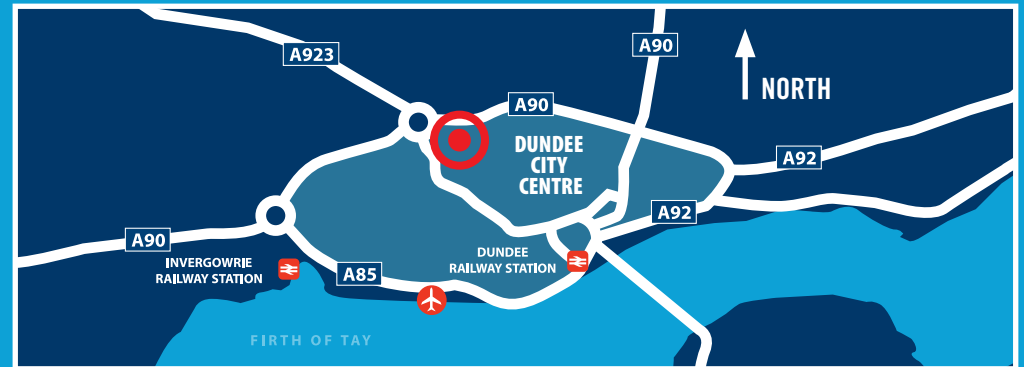 A923
A90
A90
NORTH
DUNDEE
CITY
CENTRE
A92
A92
A90
INVERGOWRIE
RAILWAY STATION
DUNDEE
RAILWAY STATION
A85
FIRTH OF TAY